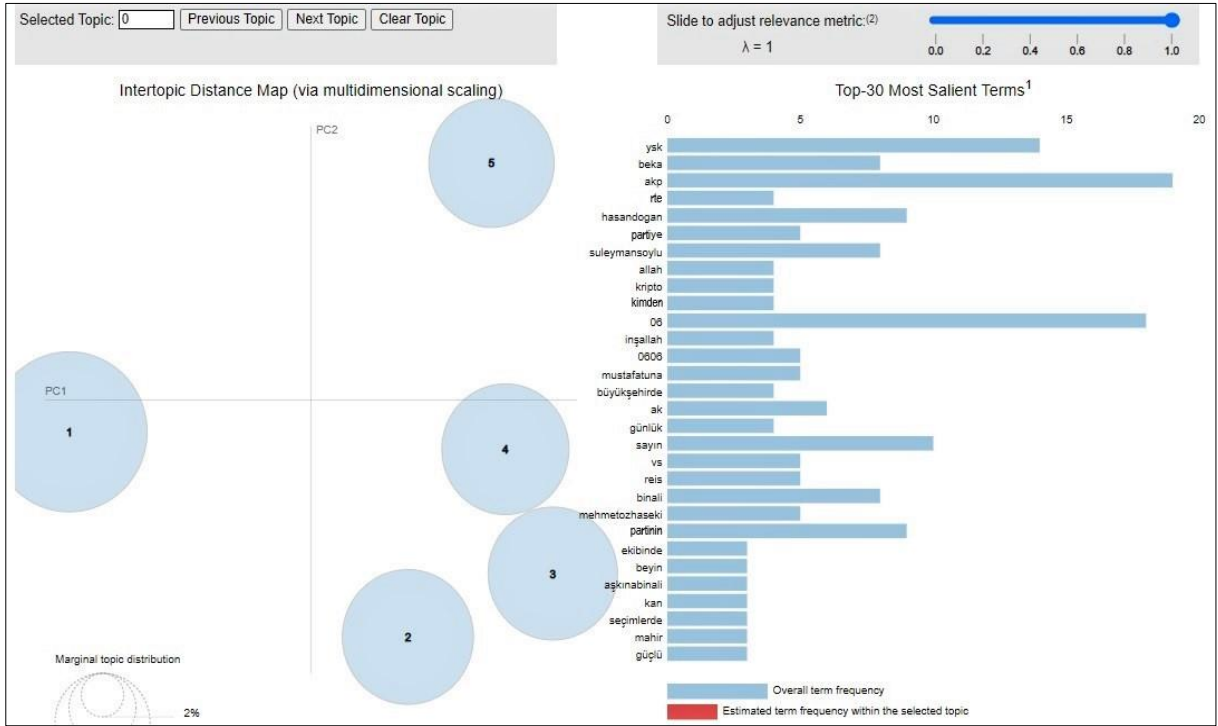 Selected Topic: 0 Previous Topic Next Topic Clear Topic
Slide to adjust relevance metric:(2)
λ = 1
0.0 0.2 0.4 0.6 0.8 1.0
Intertopic Distance Map (via multidimensional scaling)
PC2
PC1
5
1
4
3
2
Marginal topic distribution
2%
Top-30 Most Salient Terms1
0 5 10 15 20
ysk
beka
akp
rte
hasandogan
partiye
suleymansoylu
allah
kripto
kimden
06
inşallah
0606
mustafatuna
büyükşehirde
ak
günlük
sayın
vs
reis
binali
mehmetozhaseki
partinin
ekibinde
beyin
aşkınabinali
kan
seçimlerde
mahir
güçlü
Overall term frequency
Estimated term frequency within the selected topic